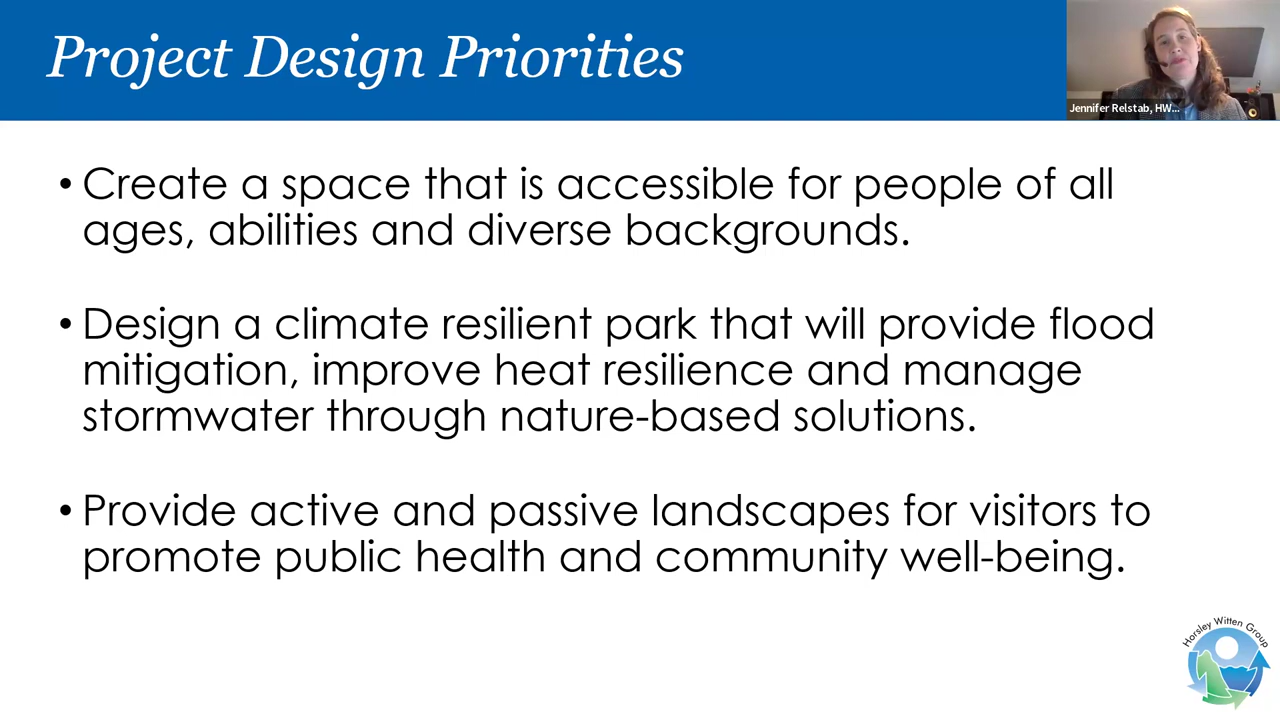 Project Design Priorities
Jennifer Relstab, HW...
• Create a space that is accessible for people of all
ages, abilities and diverse backgrounds.
• Design a climate resilient park that will provide flood
mitigation, improve heat resilience and manage
stormwater through nature-based solutions.
• Provide active and passive landscapes for visitors to
promote public health and community well-being.
Horsley Witten Group